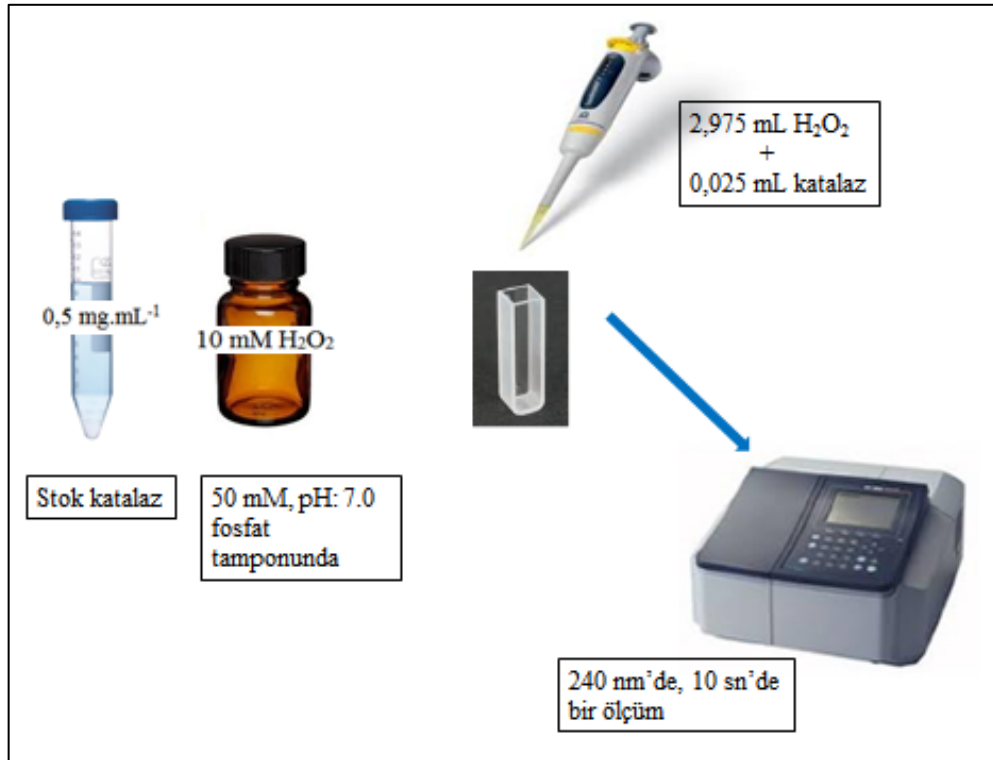 2,975 mL H₂O₂
+
0,025 mL katalaz
0,5 mg.mL⁻¹
10 mM H₂O₂
Stok katalaz
50 mM, pH: 7.0
fosfat
tamponunda
240 nm’de, 10 sn’de
bir ölçüm